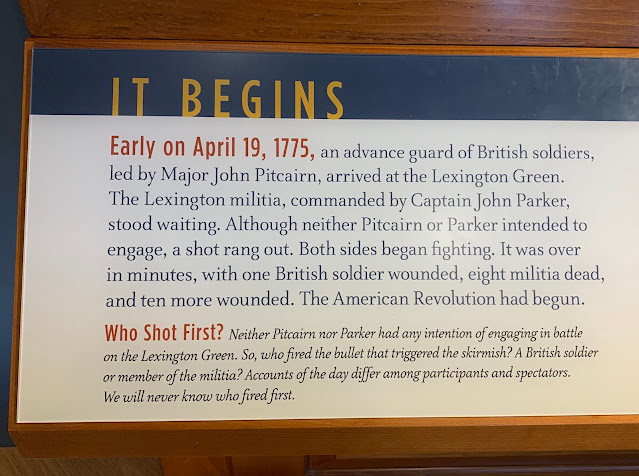 IT BEGINS
Early on April 19, 1775, an advance guard of British soldiers,
led by Major John Pitcairn, arrived at the Lexington Green.
The Lexington militia, commanded by Captain John Parker,
stood waiting. Although neither Pitcairn or Parker intended to
engage, a shot rang out. Both sides began fighting. It was over
in minutes, with one British soldier wounded, eight militia dead,
and ten more wounded. The American Revolution had begun.
Who Shot First? Neither Pitcairn nor Parker had any intention of engaging in battle
on the Lexington Green. So, who fired the bullet that triggered the skirmish? A British soldier
or member of the militia? Accounts of the day differ among participants and spectators.
We will never know who fired first.